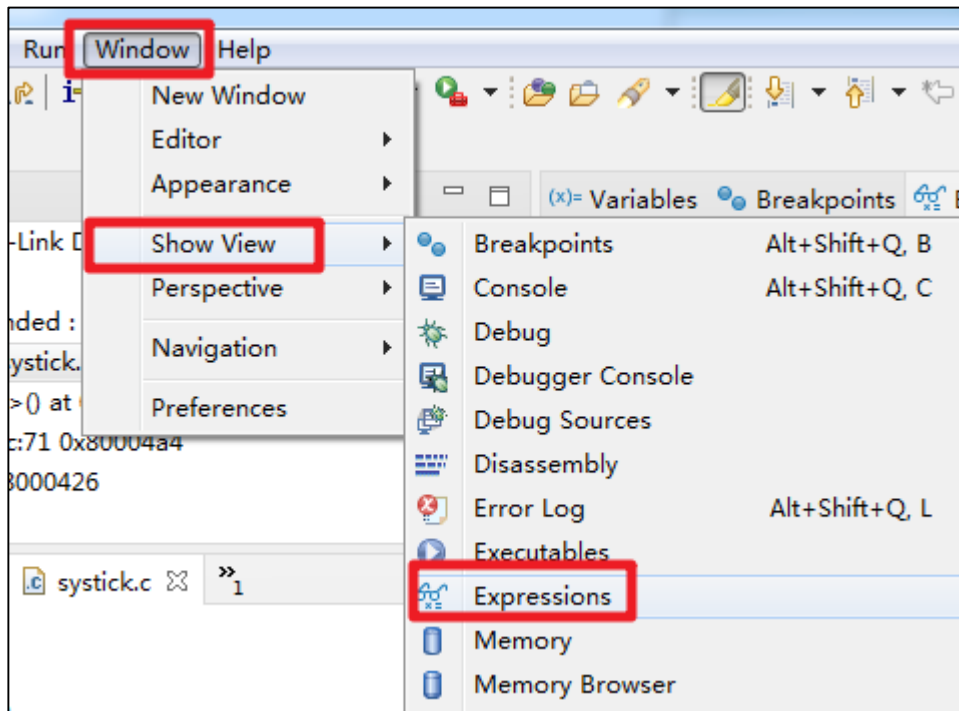 Run Window Help
New Window
Editor
Appearance
Show View
Perspective
Navigation
Preferences
(x)= Variables Breakpoints
-Link
nded :
systick.
>() at
c:71 0x80004a4
8000426
systick.c
»1
Breakpoints Alt+Shift+Q, B
Console Alt+Shift+Q, C
Debug
Debugger Console
Debug Sources
Disassembly
Error Log Alt+Shift+Q, L
Executables
Expressions
Memory
Memory Browser